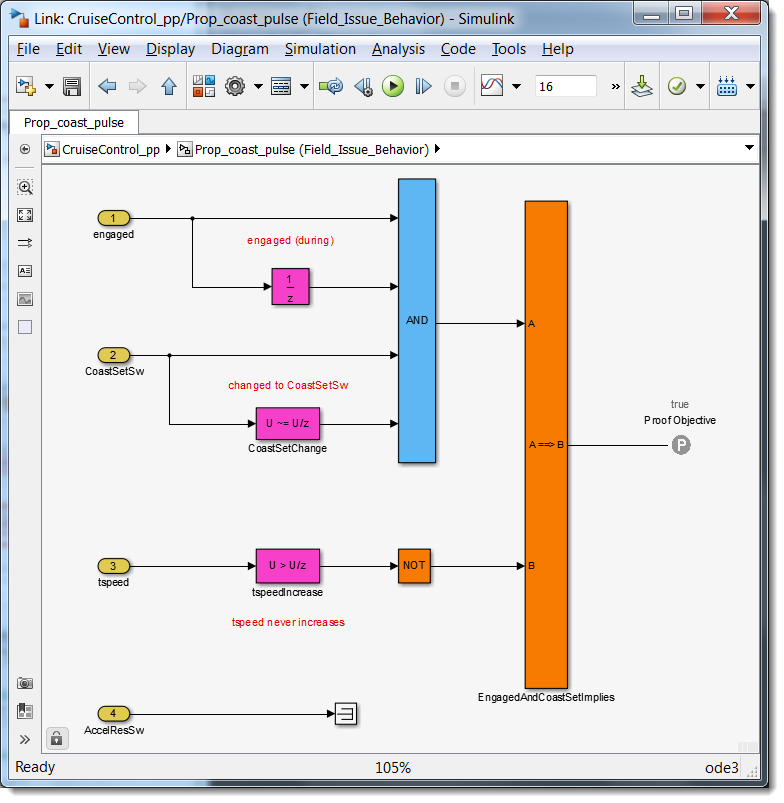 Link: CruiseControl_pp/Prop_coast_pulse (Field_Issue_Behavior) - Simulink
File Edit View Display Diagram Simulation Analysis Code Tools Help
16 »
Prop_coast_pulse
CruiseControl_pp Prop_coast_pulse (Field_Issue_Behavior)
1
engaged
engaged (during)
1
z
AND
A
2
CoastSetSw
changed to CoastSetSw
U ~= U/z
CoastSetChange
true
Proof Objective
A ==> B
P
3
tspeed
U > U/z
tspeedIncrease
NOT
B
tspeed never increases
EngagedAndCoastSetImplies
4
AccelResSw
»
Ready 105% ode3